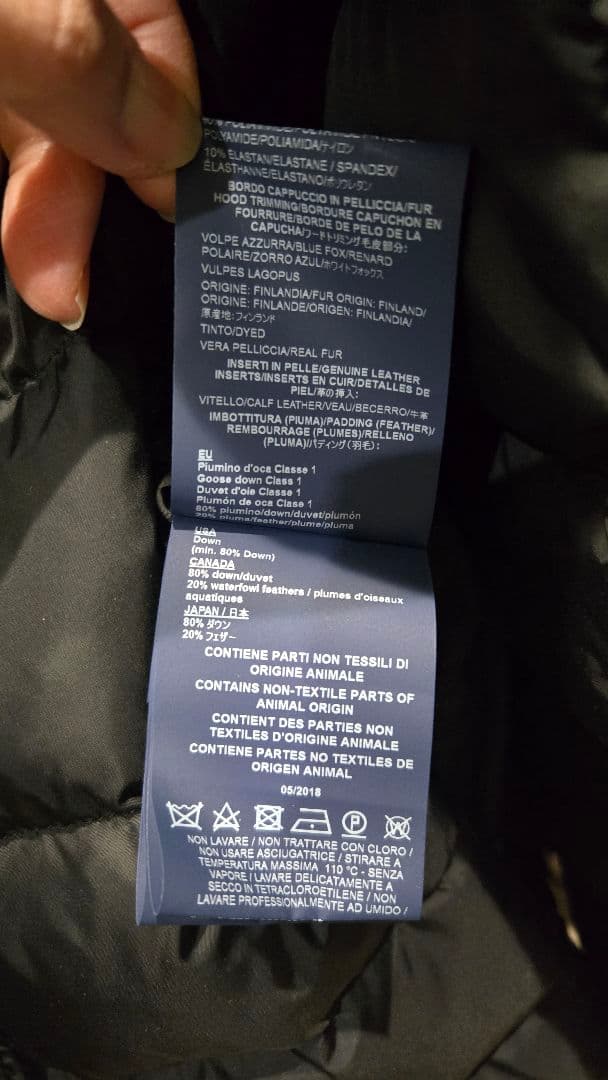 POLYAMIDE/POLIAMIDA/ナイロン
10% ELASTAN/ELASTANE / SPANDEX/
ÉLASTHANNE/ELASTANO/ポリウレタン
BORDO CAPPUCCIO IN PELLICCIA/FUR
HOOD TRIMMING/BORDURE CAPUCHON EN
FOURRURE/BORDE DE PELO DE LA
CAPUCHA/フードトリミング毛皮部分:
VOLPE AZZURRA/BLUE FOX/RENARD
POLAIRE/ZORRO AZUL/ホワイトフォックス
VULPES LAGOPUS
ORIGINE: FINLANDIA/FUR ORIGIN: FINLAND/
ORIGINE: FINLANDE/ORIGEN: FINLANDIA/
原産地:フィンランド
TINTO/DYED
VERA PELLICCIA/REAL FUR
INSERTI IN PELLE/GENUINE LEATHER
INSERTS/INSERTS EN CUIR/DETALLES DE
PIEL/革の挿入:
VITELLO/CALF LEATHER/VEAU/BECERRO/牛革
IMBOTTITURA (PIUMA)/PADDING (FEATHER)/
REMBOURRAGE (PLUMES)/RELLENO
(PLUMA)/パディング(羽毛):
EU
Piumino d'oca Classe 1
Goose down Class 1
Duvet d'oie Classe 1
Plumón de oca Clase 1
80% piumino/down/duvet/plumón
20% piuma/feather/plume/pluma
USA
Down
(min. 80% Down)
CANADA
80% down/duvet
20% waterfowl feathers / plumes d'oiseaux
aquatiques
JAPAN / 日本
80% ダウン
20% フェザー
CONTIENE PARTI NON TESSILI DI
ORIGINE ANIMALE
CONTAINS NON-TEXTILE PARTS OF
ANIMAL ORIGIN
CONTIENT DES PARTIES NON
TEXTILES D'ORIGINE ANIMALE
CONTIENE PARTES NO TEXTILES DE
ORIGEN ANIMAL
05/2018
P W
NON LAVARE / NON TRATTARE CON CLORO /
NON USARE ASCIUGATRICE / STIRARE A
TEMPERATURA MASSIMA 110 °C - SENZA
VAPORE / LAVARE DELICATAMENTE A
SECCO IN TETRACLOROETILENE / NON
LAVARE PROFESSIONALMENTE AD UMIDO /